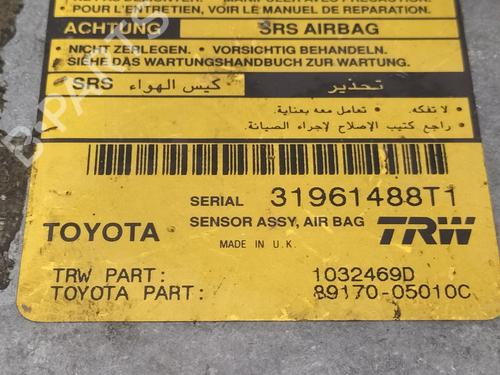 • POUR L'ENTRETIEN, VOIR LE MANUEL DE REPARATION.
ACHTUNG SRS AIRBAG
• NICHT ZERLEGEN. • VORSICHTIG BEHANDELN.
• SIEHE DAS WARTUNGSHANDBUCH ZUR WARTUNG.
تحذير كيس الهواء SRS
• لا تفكه. • تعامل معه بعناية.
• راجع كتيب الإصلاح لإجراء الصيانة.
SERIAL 31961488T1
SENSOR ASSY, AIR BAG
TOYOTA TRW
MADE IN U.K.
TRW PART: 1032469D
TOYOTA PART: 89170-05010C